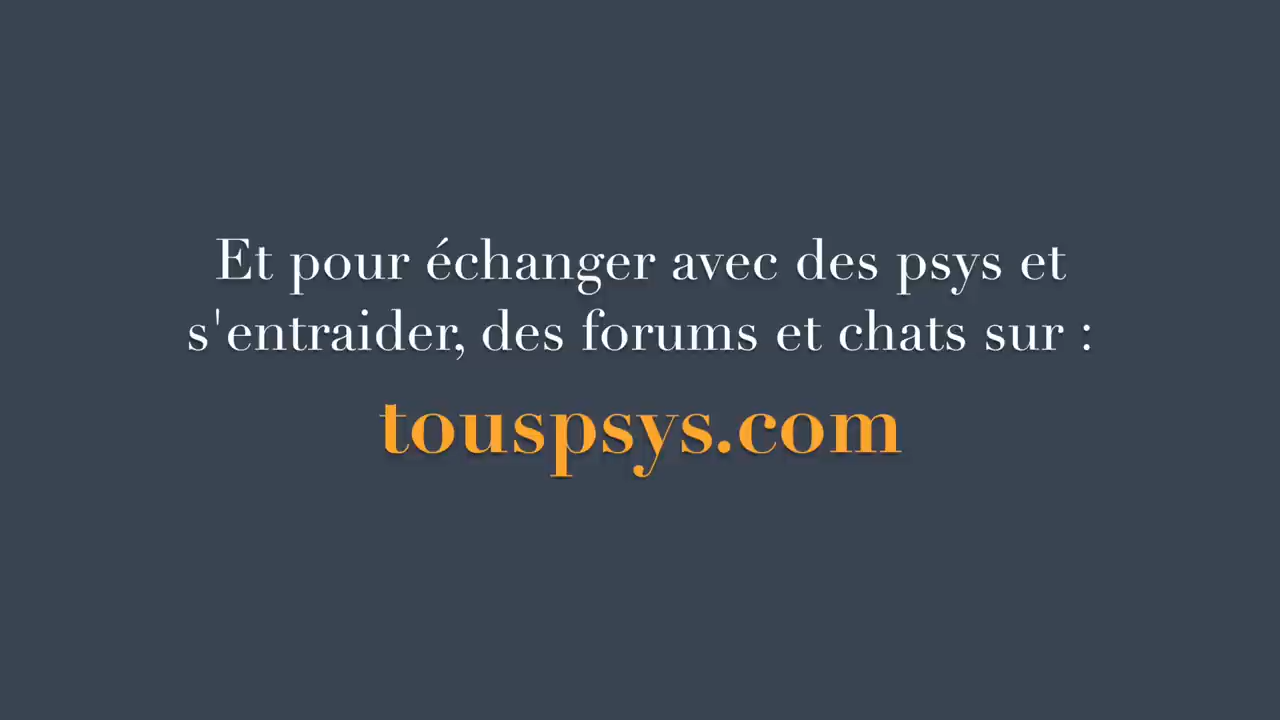 Et pour échanger avec des psys et
s'entraider, des forums et chats sur :
touspsys.com